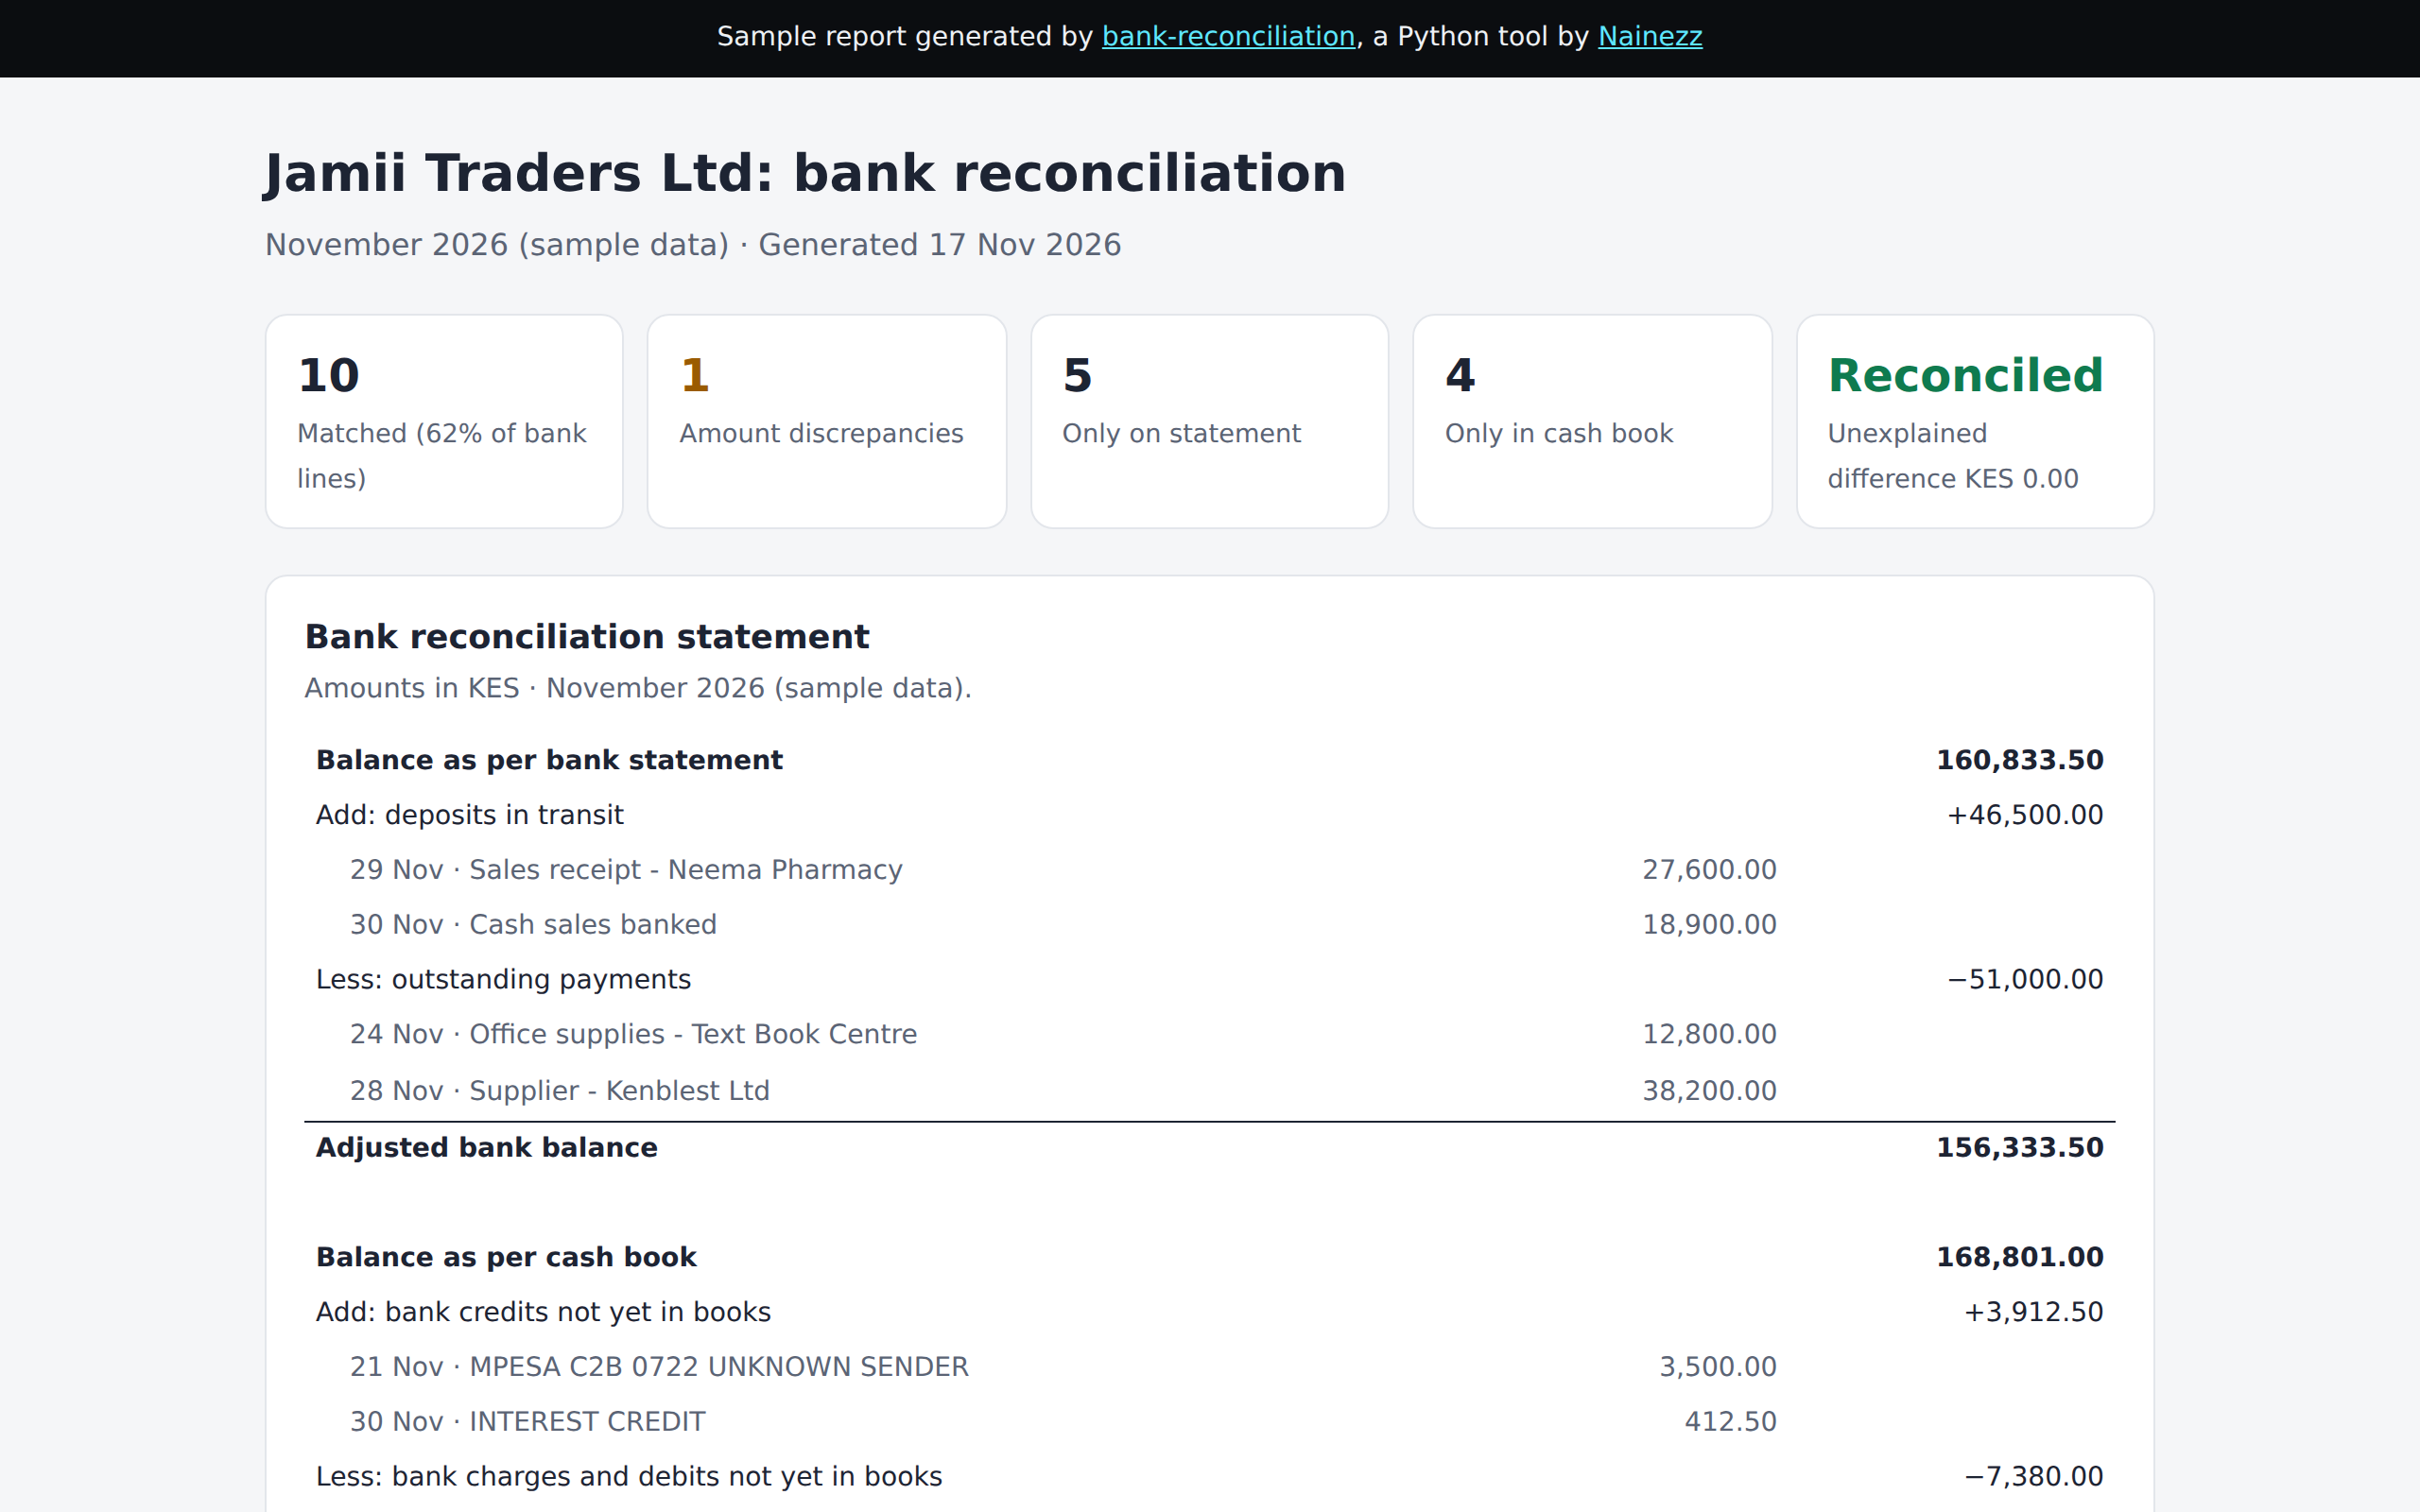 Sample report generated by bank-reconciliation, a Python tool by Nainezz
Jamii Traders Ltd: bank reconciliation
November 2026 (sample data) · Generated 17 Nov 2026
10
Matched (62% of bank
lines)
1
Amount discrepancies
5
Only on statement
4
Only in cash book
Reconciled
Unexplained
difference KES 0.00
Bank reconciliation statement
Amounts in KES · November 2026 (sample data).
Balance as per bank statement 160,833.50
Add: deposits in transit +46,500.00
29 Nov · Sales receipt - Neema Pharmacy 27,600.00
30 Nov · Cash sales banked 18,900.00
Less: outstanding payments −51,000.00
24 Nov · Office supplies - Text Book Centre 12,800.00
28 Nov · Supplier - Kenblest Ltd 38,200.00
Adjusted bank balance 156,333.50
Balance as per cash book 168,801.00
Add: bank credits not yet in books +3,912.50
21 Nov · MPESA C2B 0722 UNKNOWN SENDER 3,500.00
30 Nov · INTEREST CREDIT 412.50
Less: bank charges and debits not yet in books −7,380.00